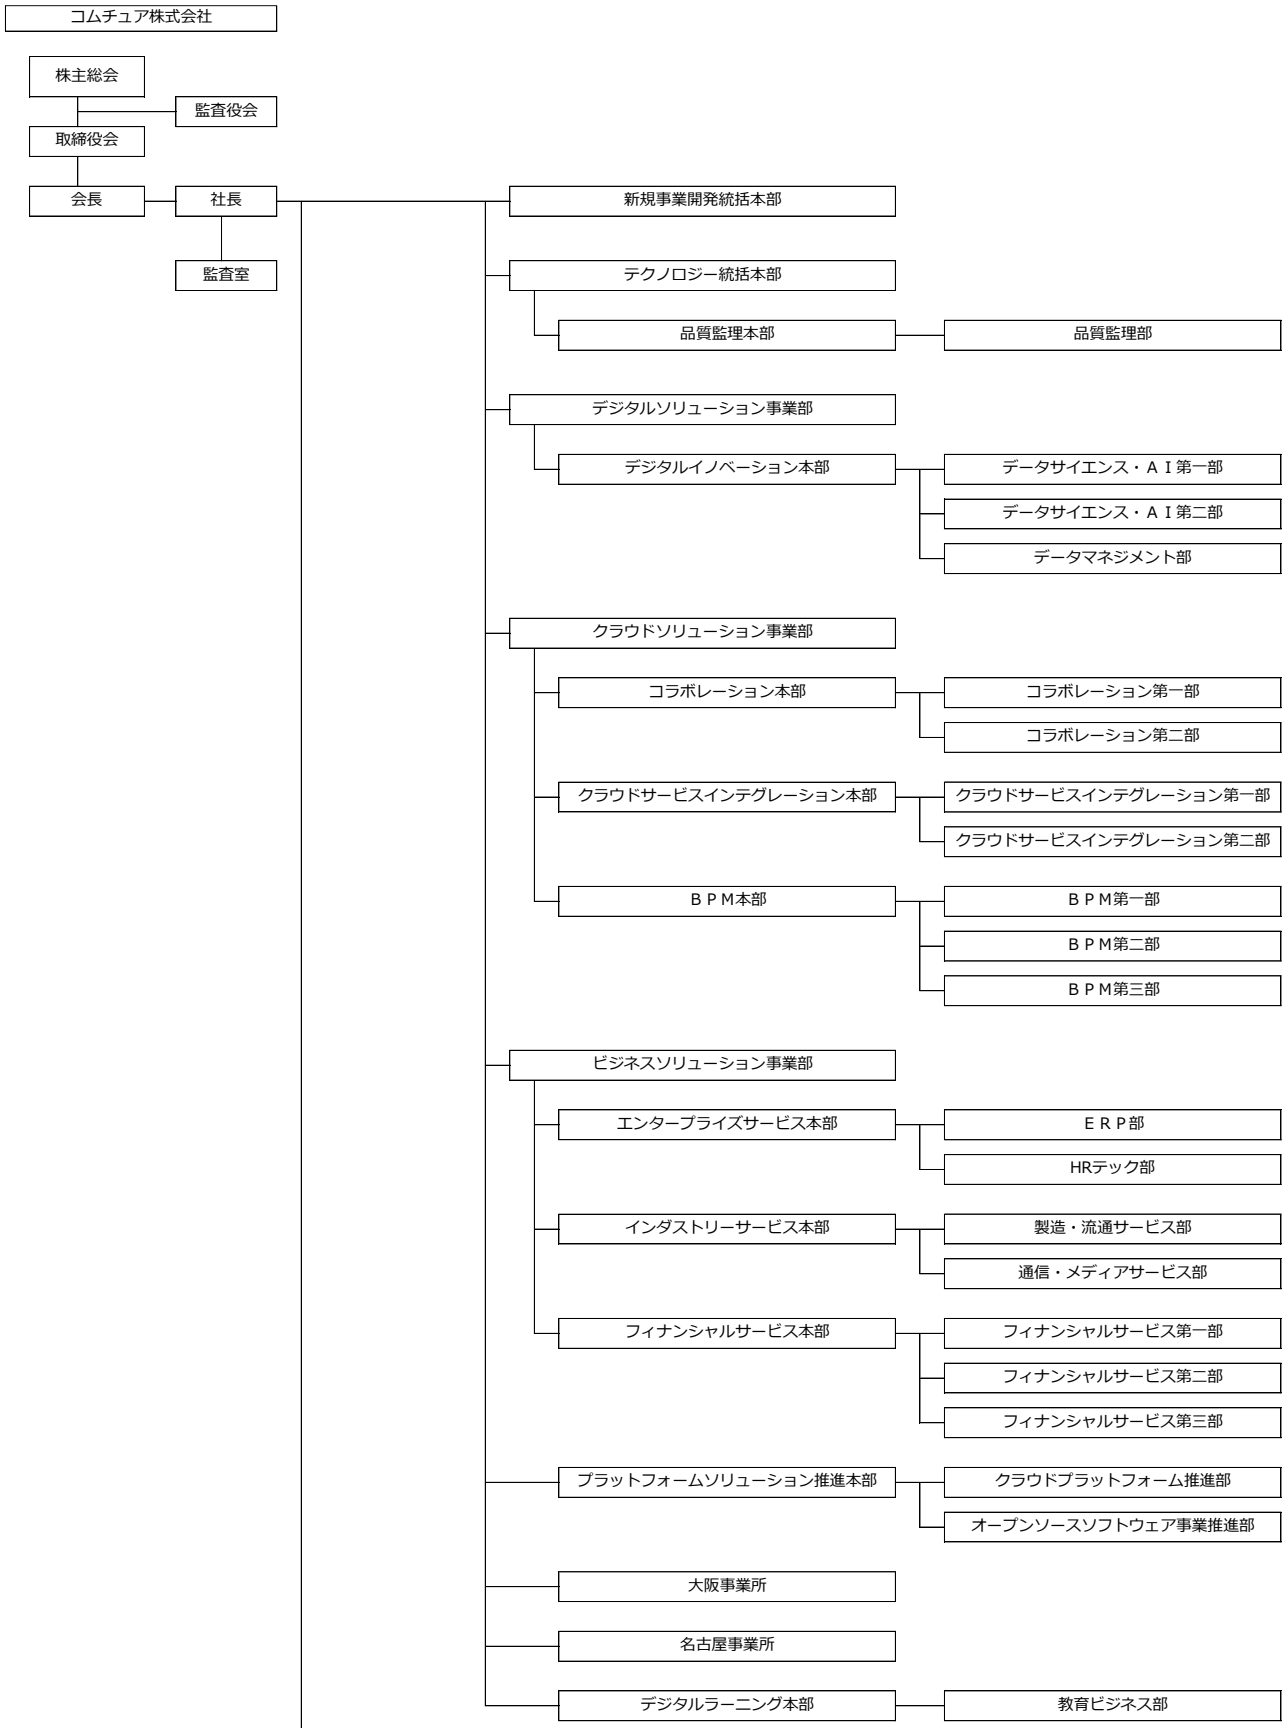 コムチュア株式会社
株主総会
監査役会
取締役会
会長
社長
新規事業開発統括本部
監査室
テクノロジー統括本部
品質監理本部
品質監理部
デジタルソリューション事業部
デジタルイノベーション本部
データサイエンス・ＡＩ第一部
データサイエンス・ＡＩ第二部
データマネジメント部
クラウドソリューション事業部
コラボレーション本部
コラボレーション第一部
コラボレーション第二部
クラウドサービスインテグレーション本部
クラウドサービスインテグレーション第一部
クラウドサービスインテグレーション第二部
ＢＰＭ本部
ＢＰＭ第一部
ＢＰＭ第二部
ＢＰＭ第三部
ビジネスソリューション事業部
エンタープライズサービス本部
ＥＲＰ部
HRテック部
インダストリーサービス本部
製造・流通サービス部
通信・メディアサービス部
フィナンシャルサービス本部
フィナンシャルサービス第一部
フィナンシャルサービス第二部
フィナンシャルサービス第三部
プラットフォームソリューション推進本部
クラウドプラットフォーム推進部
オープンソースソフトウェア事業推進部
大阪事業所
名古屋事業所
デジタルラーニング本部
教育ビジネス部